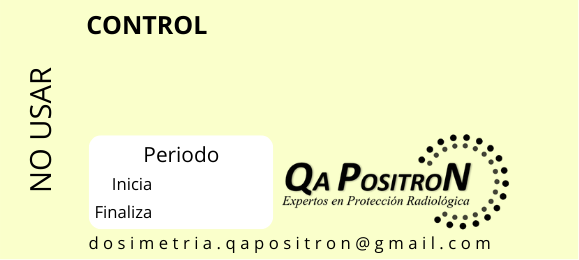 CONTROL
NO USAR
Periodo
Inicia
Finaliza
QA POSITRON
Expertos en Protección Radiológica
dosimetria.qapositron@gmail.com